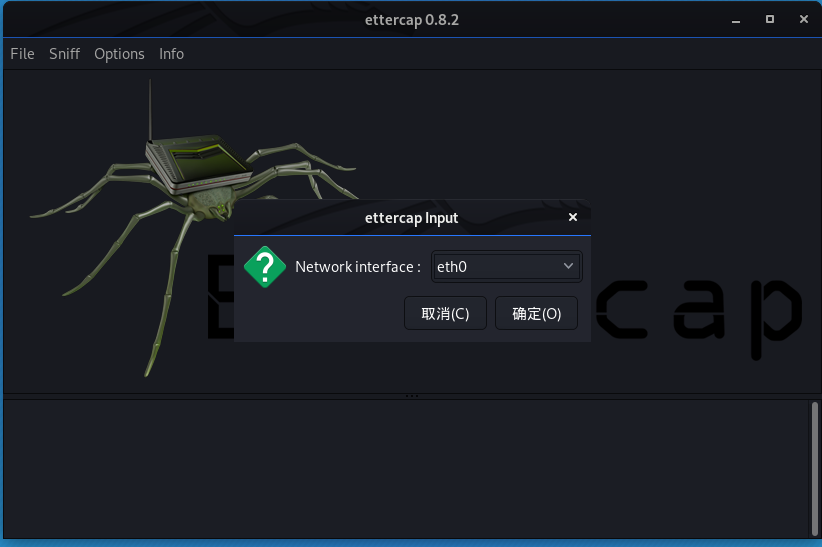 ettercap 0.8.2
File Sniff Options Info
ettercap Input
Network interface : eth0
取消(C) 确定(O)
E cap